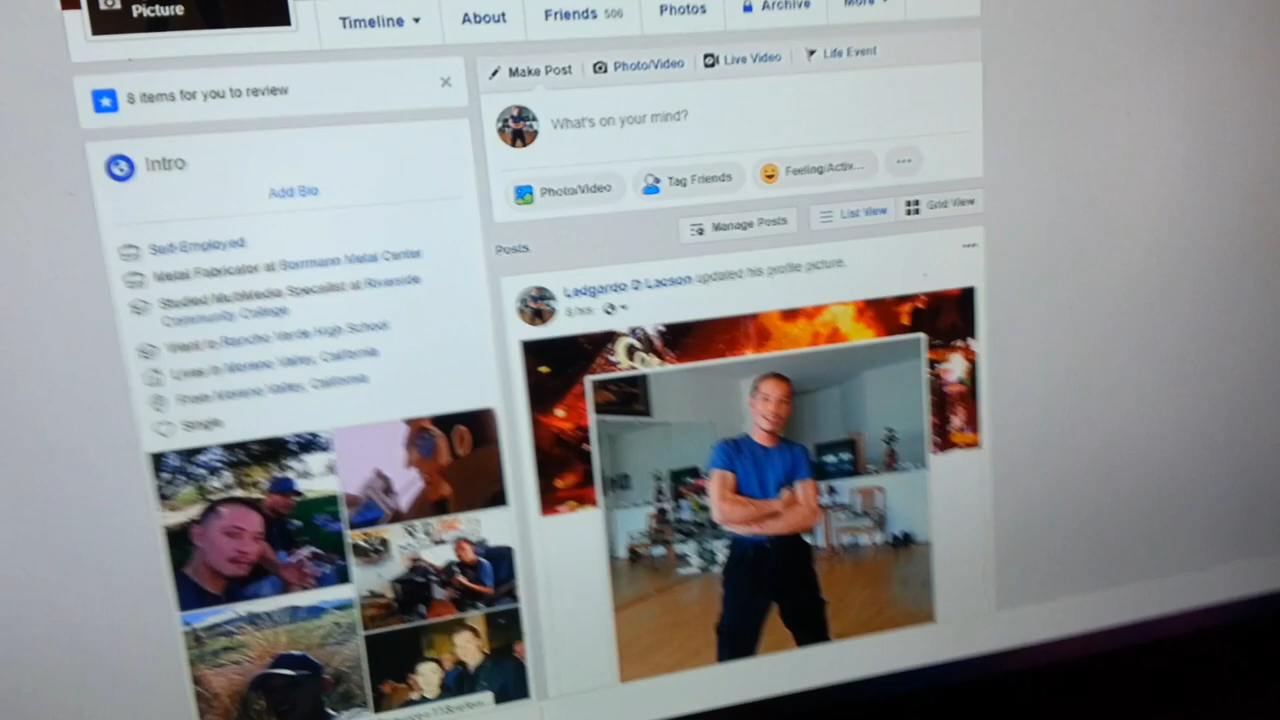 Picture
Timeline
About
Friends 506
Photos
Archive
More
8 items for you to review
Make Post
Photo/Video
Live Video
Life Event
What's on your mind?
Intro
Add Bio
Photo/Video
Tag Friends
Feeling/Activ...
Manage Posts
List View
Grid View
Posts
Self-Employed
Metal Fabricator at Borrmann Metal Center
Studied MultiMedia Specialist at Riverside
Community College
Went to Rancho Verde High School
Lives in Moreno Valley, California
From Moreno Valley, California
Single
Ladgardo D Lacson updated his profile picture.